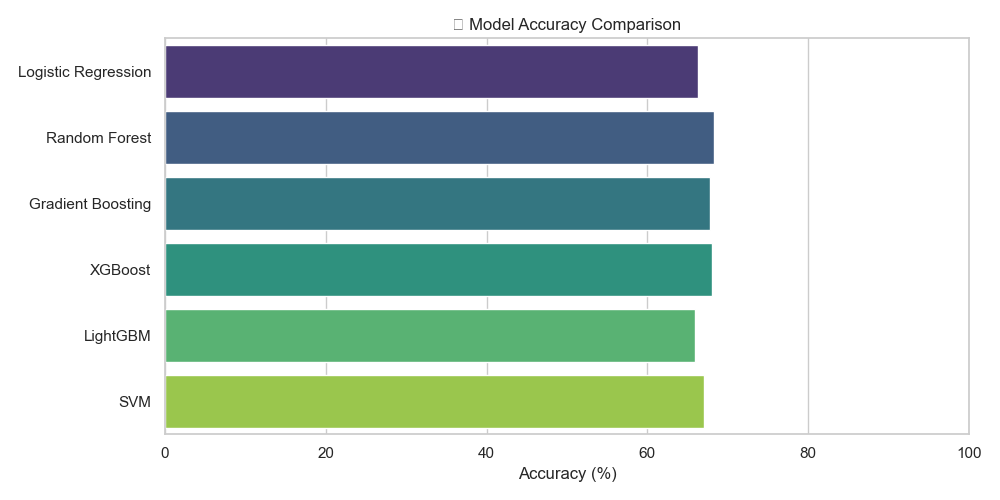 Model Accuracy Comparison
Logistic Regression
Random Forest
Gradient Boosting
XGBoost
LightGBM
SVM
0 20 40 60 80 100
Accuracy (%)